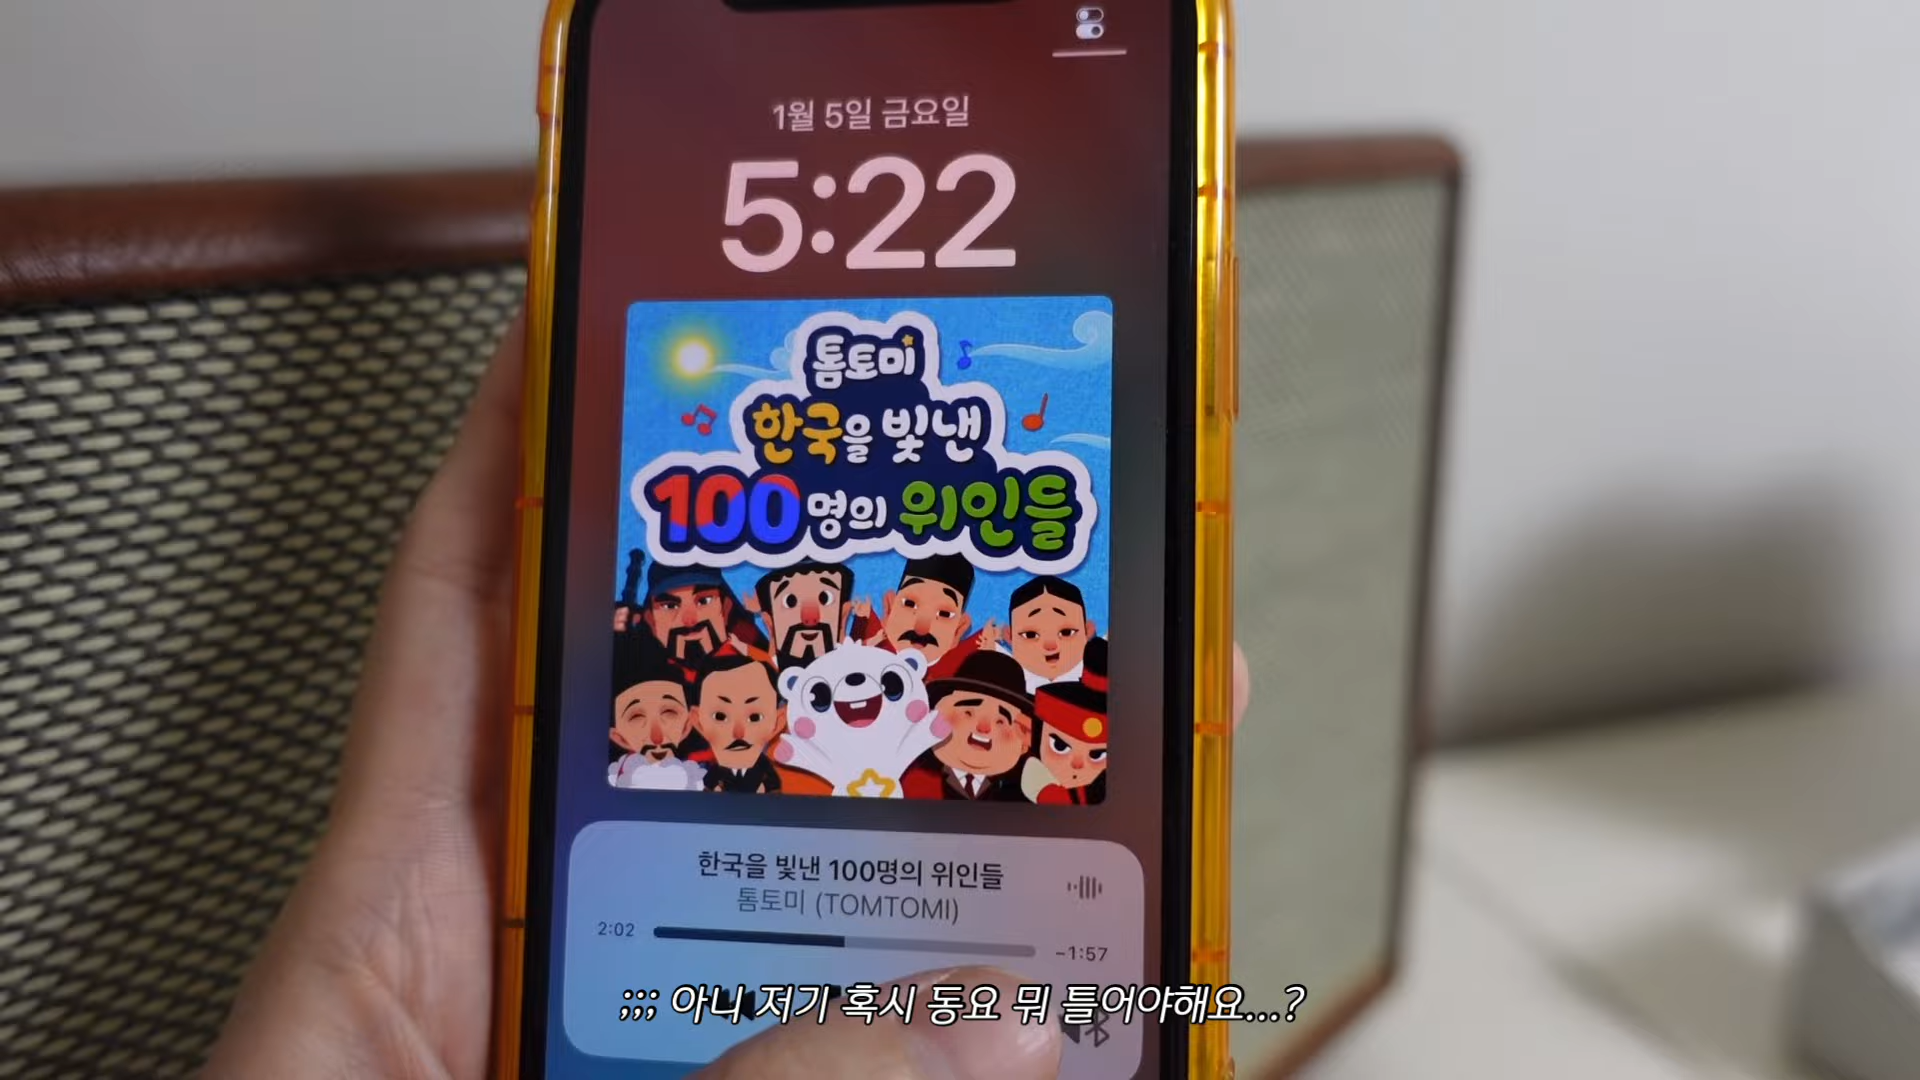 1월 5일 금요일
5:22
톰토미
한국을 빛낸
100명의 위인들
한국을 빛낸 100명의 위인들
톰토미 (TOMTOMI)
2:02
-1:57
;;; 아니 저기 혹시 동요 뭐 틀어야해요...?